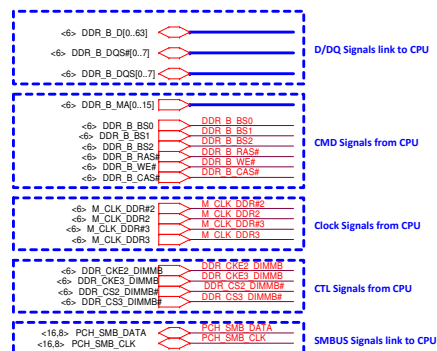 <6> DDR_B_D[0..63]
<6> DDR_B_DQS#[0..7]
<6> DDR_B_DQS[0..7]
D/DQ Signals link to CPU
<6> DDR_B_MA[0..15]
<6> DDR_B_BS0 DDR_B_BS0
<6> DDR_B_BS1 DDR_B_BS1
<6> DDR_B_BS2 DDR_B_BS2
<6> DDR_B_RAS# DDR_B_RAS#
<6> DDR_B_WE# DDR_B_WE#
<6> DDR_B_CAS# DDR_B_CAS#
CMD Signals from CPU
<6> M_CLK_DDR#2 M_CLK_DDR#2
<6> M_CLK_DDR2 M_CLK_DDR2
<6> M_CLK_DDR#3 M_CLK_DDR#3
<6> M_CLK_DDR3 M_CLK_DDR3
Clock Signals from CPU
<6> DDR_CKE2_DIMMB DDR_CKE2_DIMMB
<6> DDR_CKE3_DIMMB DDR_CKE3_DIMMB
<6> DDR_CS2_DIMMB# DDR_CS2_DIMMB#
<6> DDR_CS3_DIMMB# DDR_CS3_DIMMB#
CTL Signals from CPU
<16,8> PCH_SMB_DATA PCH_SMB_DATA
<16,8> PCH_SMB_CLK PCH_SMB_CLK
SMBUS Signals link to CPU